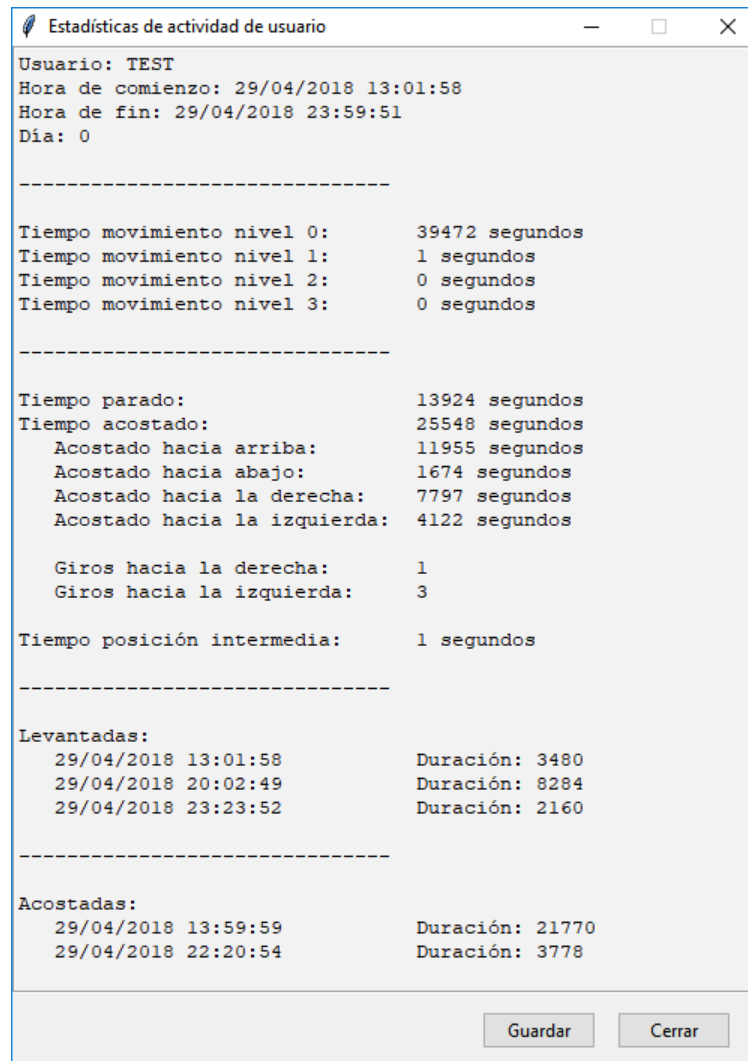 Estadísticas de actividad de usuario
Usuario: TEST
Hora de comienzo: 29/04/2018 13:01:58
Hora de fin: 29/04/2018 23:59:51
Día: 0
-------------------------------
Tiempo movimiento nivel 0: 39472 segundos
Tiempo movimiento nivel 1: 1 segundos
Tiempo movimiento nivel 2: 0 segundos
Tiempo movimiento nivel 3: 0 segundos
-------------------------------
Tiempo parado: 13924 segundos
Tiempo acostado: 25548 segundos
Acostado hacia arriba: 11955 segundos
Acostado hacia abajo: 1674 segundos
Acostado hacia la derecha: 7797 segundos
Acostado hacia la izquierda: 4122 segundos
Giros hacia la derecha: 1
Giros hacia la izquierda: 3
Tiempo posición intermedia: 1 segundos
-------------------------------
Levantadas:
29/04/2018 13:01:58 Duración: 3480
29/04/2018 20:02:49 Duración: 8284
29/04/2018 23:23:52 Duración: 2160
-------------------------------
Acostadas:
29/04/2018 13:59:59 Duración: 21770
29/04/2018 22:20:54 Duración: 3778
Guardar Cerrar